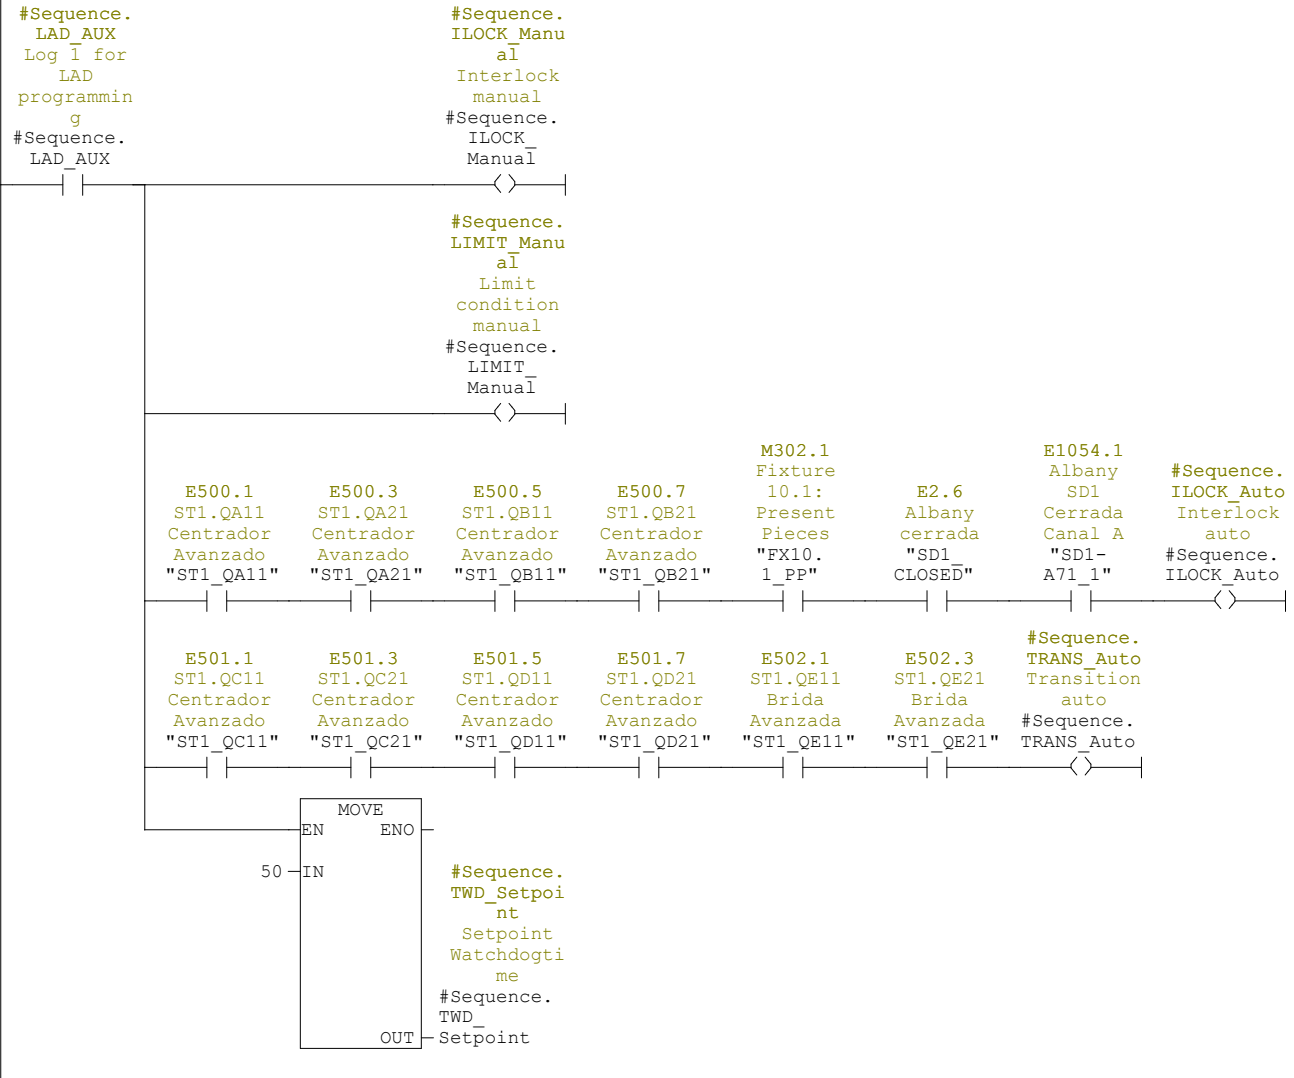 #Sequence.
LAD_AUX
Log 1 for
LAD
programmin
g
#Sequence.
LAD_AUX
#Sequence.
ILOCK_Manu
al
Interlock
manual
#Sequence.
ILOCK_
Manual
#Sequence.
LIMIT_Manu
al
Limit
condition
manual
#Sequence.
LIMIT_
Manual
E500.1
ST1.QA11
Centrador
Avanzado
"ST1_QA11"
E500.3
ST1.QA21
Centrador
Avanzado
"ST1_QA21"
E500.5
ST1.QB11
Centrador
Avanzado
"ST1_QB11"
E500.7
ST1.QB21
Centrador
Avanzado
"ST1_QB21"
M302.1
Fixture
10.1:
Present
Pieces
"FX10.
1_PP"
E2.6
Albany
cerrada
"SD1_
CLOSED"
E1054.1
Albany
SD1
Cerrada
Canal A
"SD1-
A71_1"
#Sequence.
ILOCK_Auto
Interlock
auto
#Sequence.
ILOCK_Auto
E501.1
ST1.QC11
Centrador
Avanzado
"ST1_QC11"
E501.3
ST1.QC21
Centrador
Avanzado
"ST1_QC21"
E501.5
ST1.QD11
Centrador
Avanzado
"ST1_QD11"
E501.7
ST1.QD21
Centrador
Avanzado
"ST1_QD21"
E502.1
ST1.QE11
Brida
Avanzada
"ST1_QE11"
E502.3
ST1.QE21
Brida
Avanzada
"ST1_QE21"
#Sequence.
TRANS_Auto
Transition
auto
#Sequence.
TRANS_Auto
MOVE
EN ENO
50 IN
#Sequence.
TWD_Setpoi
nt
Setpoint
Watchdogti
me
#Sequence.
TWD_
OUT Setpoint